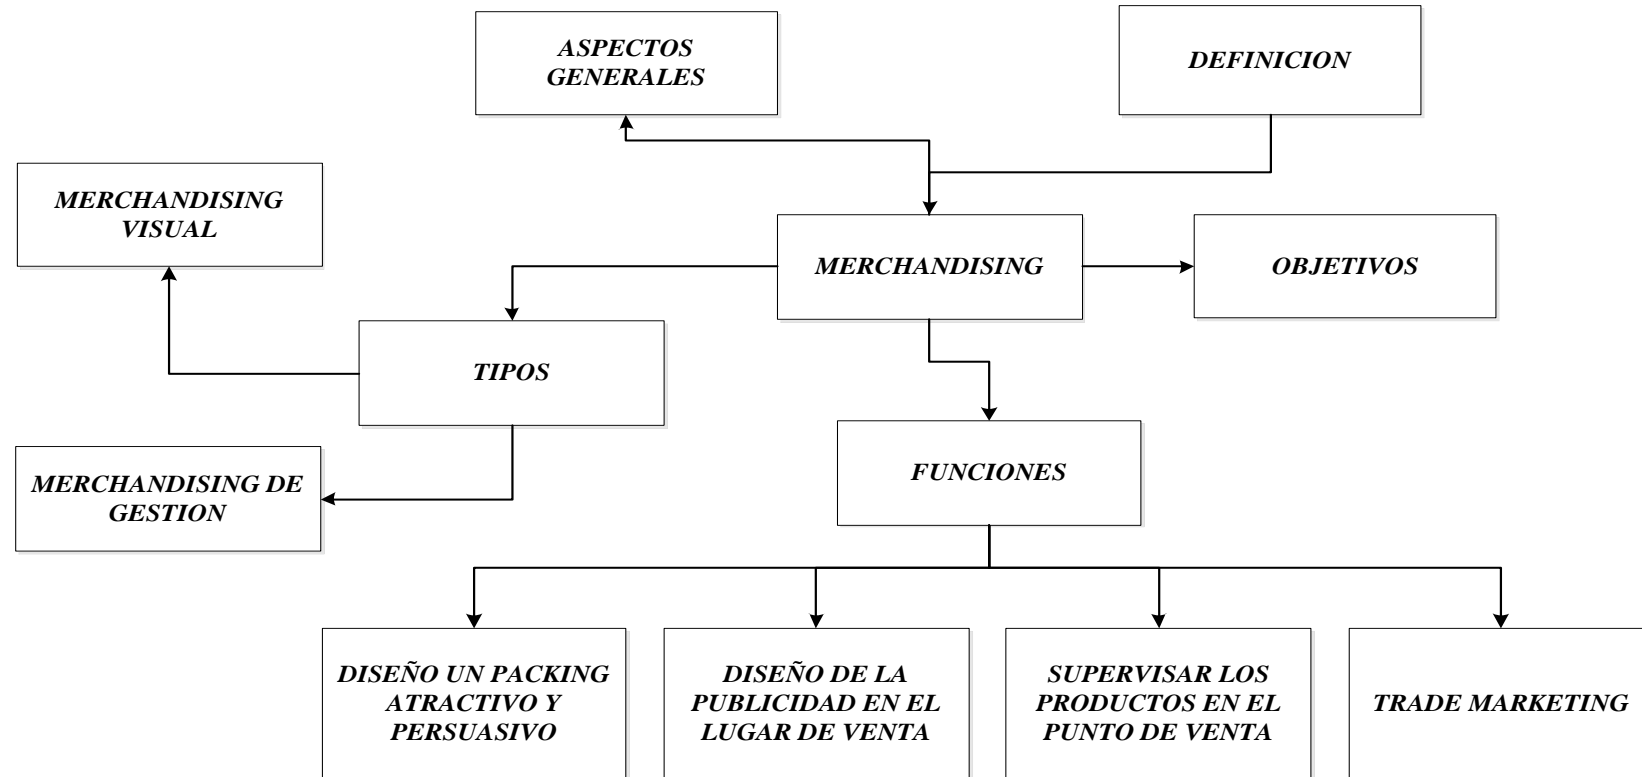 ASPECTOS
GENERALES
DEFINICION
MERCHANDISING
VISUAL
MERCHANDISING
OBJETIVOS
TIPOS
MERCHANDISING DE
GESTION
FUNCIONES
DISEÑO UN PACKING
ATRACTIVO Y
PERSUASIVO
DISEÑO DE LA
PUBLICIDAD EN EL
LUGAR DE VENTA
SUPERVISAR LOS
PRODUCTOS EN EL
PUNTO DE VENTA
TRADE MARKETING